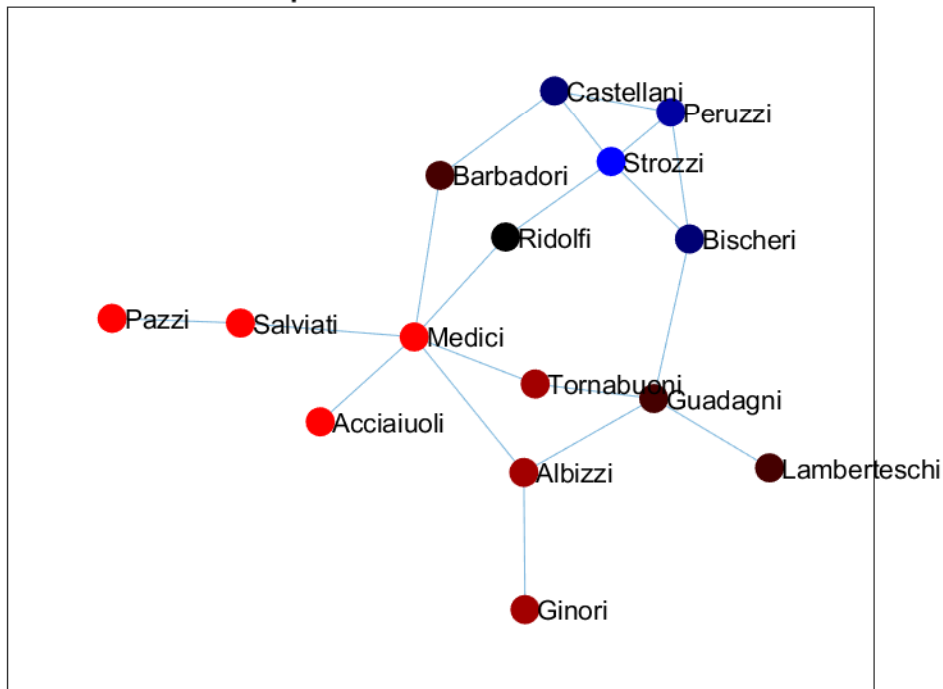 Castellani
Peruzzi
Strozzi
Barbadori
Ridolfi
Bischeri
Pazzi
Salviati
Medici
Tornabuoni
Guadagni
Acciaiuoli
Albizzi
Lamberteschi
Ginori